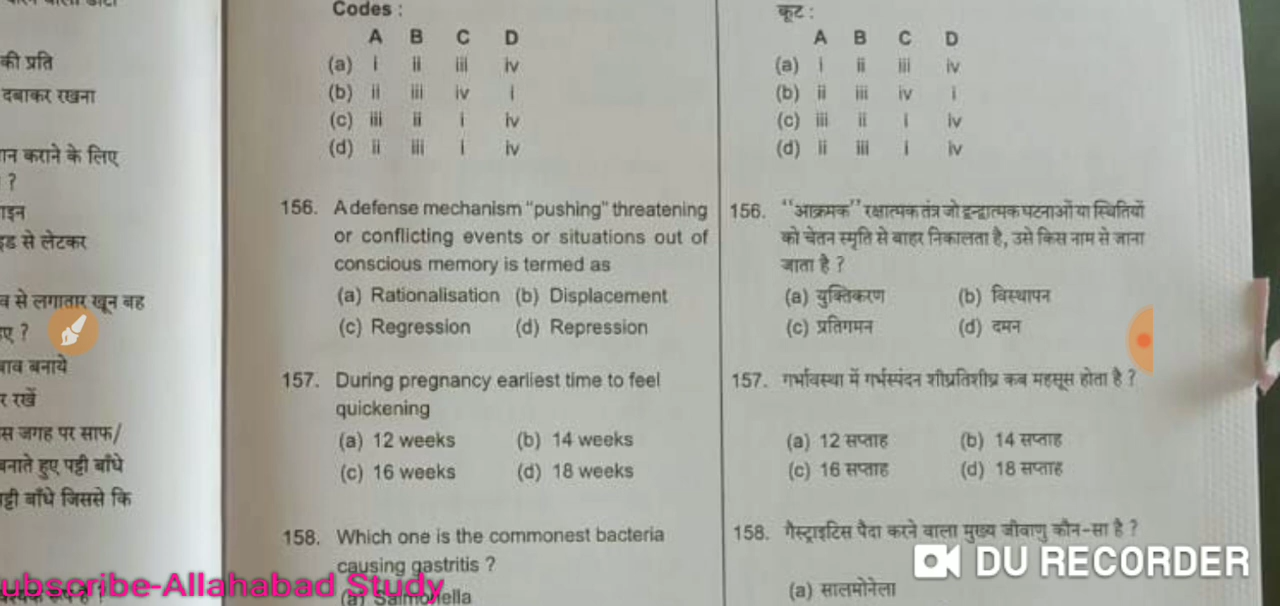 की प्रति
दबाकर रखना
कराने के लिए
?
से लेटकर
से लगातार खून बह
?
बनाये
रखें
जगह पर साफ/
बनाते हुए पट्टी बाँधे
बाँधे जिससे कि
Codes :
A B C D
(a) i ii iii iv
(b) ii iii iv i
(c) iii ii i iv
(d) ii iii i iv
156. A defense mechanism "pushing" threatening
or conflicting events or situations out of
conscious memory is termed as
(a) Rationalisation (b) Displacement
(c) Regression (d) Repression
157. During pregnancy earliest time to feel
quickening
(a) 12 weeks (b) 14 weeks
(c) 16 weeks (d) 18 weeks
158. Which one is the commonest bacteria
causing gastritis ?
(a) Salmonella
कूट :
A B C D
(a) i ii iii iv
(b) ii iii iv i
(c) iii ii i iv
(d) ii iii i iv
156. "आक्रमक" रक्षात्मक तंत्र जो द्वन्द्वात्मक घटनाओं या स्थितियों
को चेतन स्मृति से बाहर निकालता है, उसे किस नाम से जाना
जाता है ?
(a) युक्तिकरण (b) विस्थापन
(c) प्रतिगमन (d) दमन
157. गर्भावस्था में गर्भस्पंदन शीघ्रतिशीघ्र कब महसूस होता है ?
(a) 12 सप्ताह (b) 14 सप्ताह
(c) 16 सप्ताह (d) 18 सप्ताह
158. गैस्ट्राइटिस पैदा करने वाला मुख्य जीवाणु कौन-सा है ?
(a) सालमोनेला
DU RECORDER
ubscribe-Allahabad Study